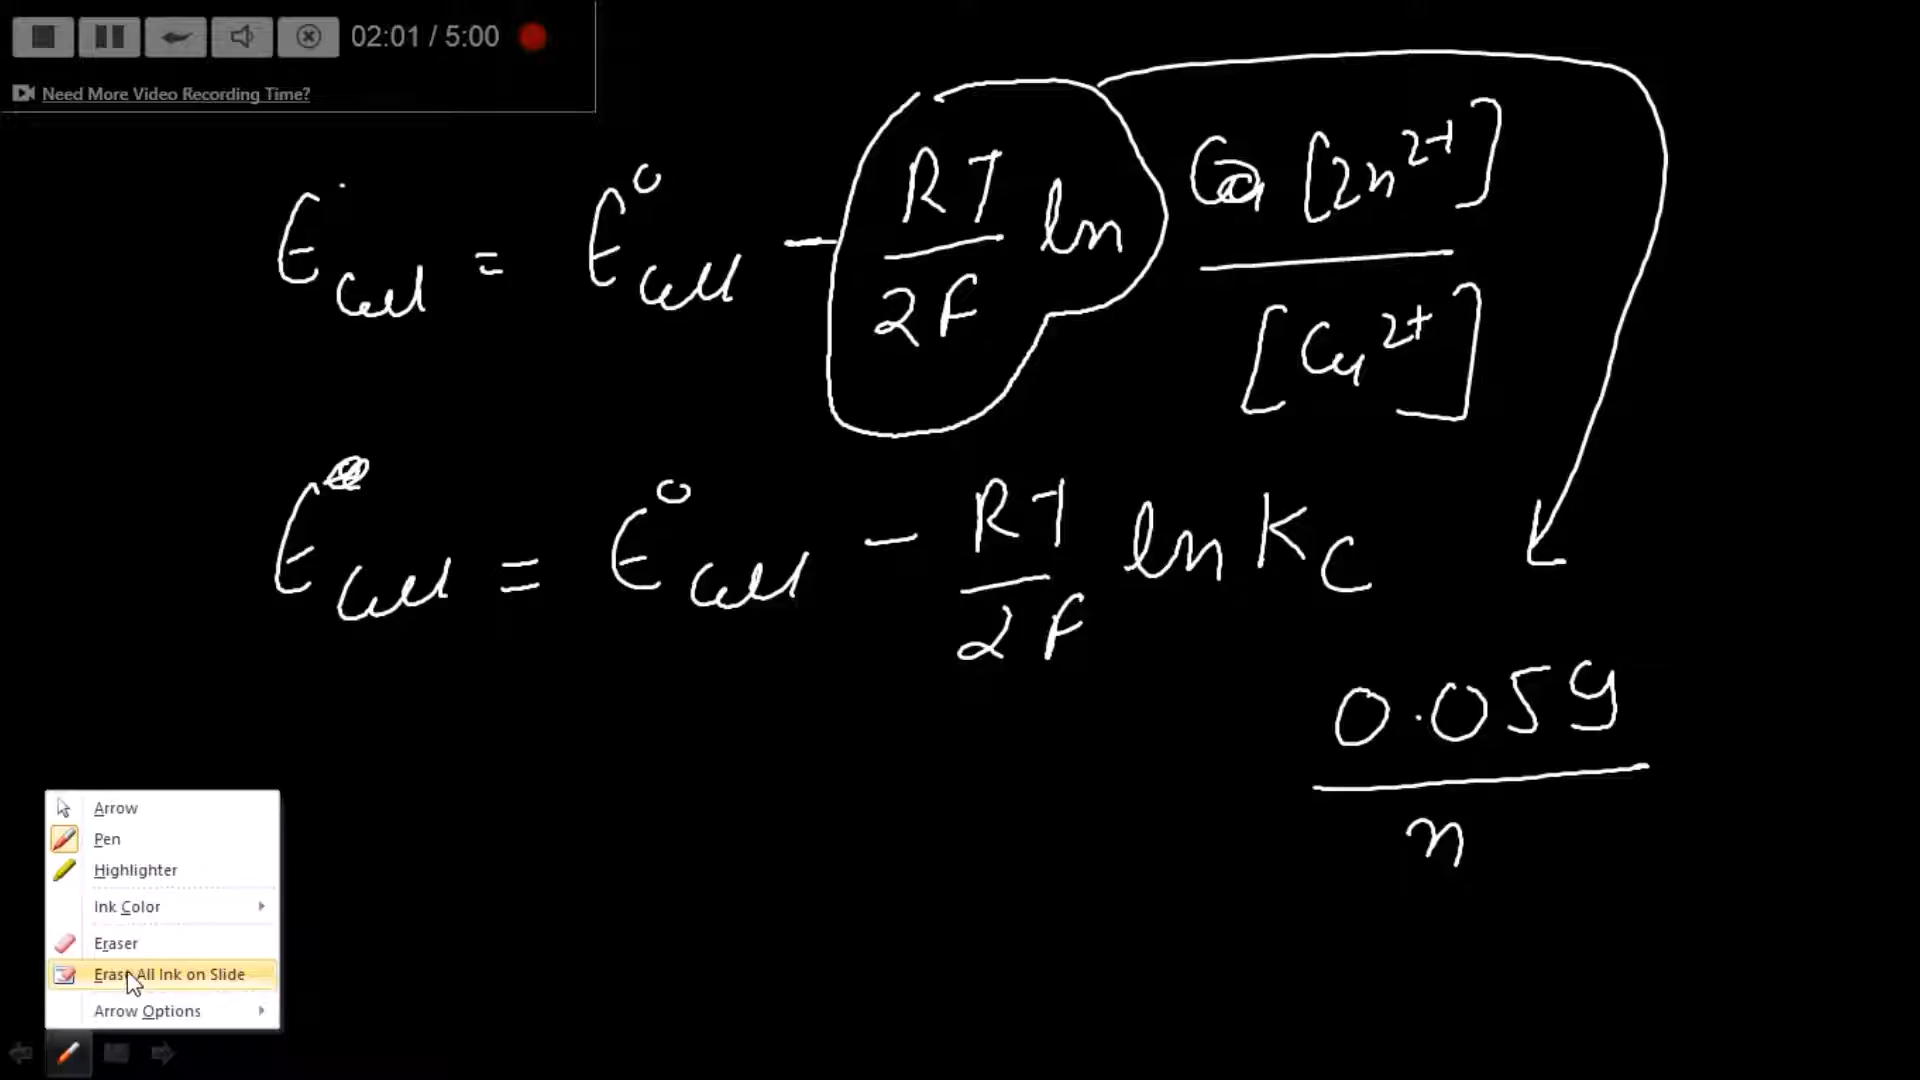 02:01 / 5:00
Need More Video Recording Time?
E cell = E° cell - RT/2F ln [Zn2+]/[Cu2+]
E cell = E° cell - RT/2F ln Kc
0.059/n
Arrow
Pen
Highlighter
Ink Color
Eraser
Erase All Ink on Slide
Arrow Options